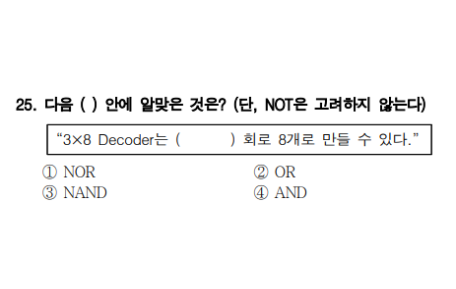 25. 다음 ( ) 안에 알맞은 것은? (단, NOT은 고려하지 않는다)
“3×8 Decoder는 (          ) 회로 8개로 만들 수 있다.”
① NOR ② OR
③ NAND ④ AND